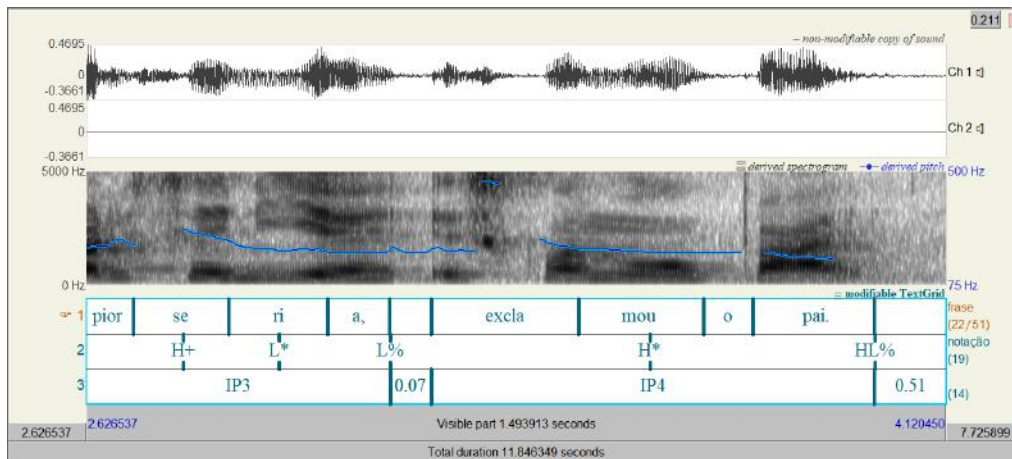 0.211
0.4695
– non-modifiable copy of sound
0
Ch 1
-0.3661
0.4695
0
Ch 2
-0.3661
derived spectrogram derived pitch
5000 Hz
500 Hz
0 Hz
75 Hz
modifiable TextGrid
1 pior se ri a, excla mou o pai. frase (22/51)
2 H+ L* L% H* HL% notação (19)
3 IP3 0.07 IP4 0.51 (14)
2.626537 Visible part 1.493913 seconds 4.120450
2.626537 7.725899
Total duration 11.846349 seconds